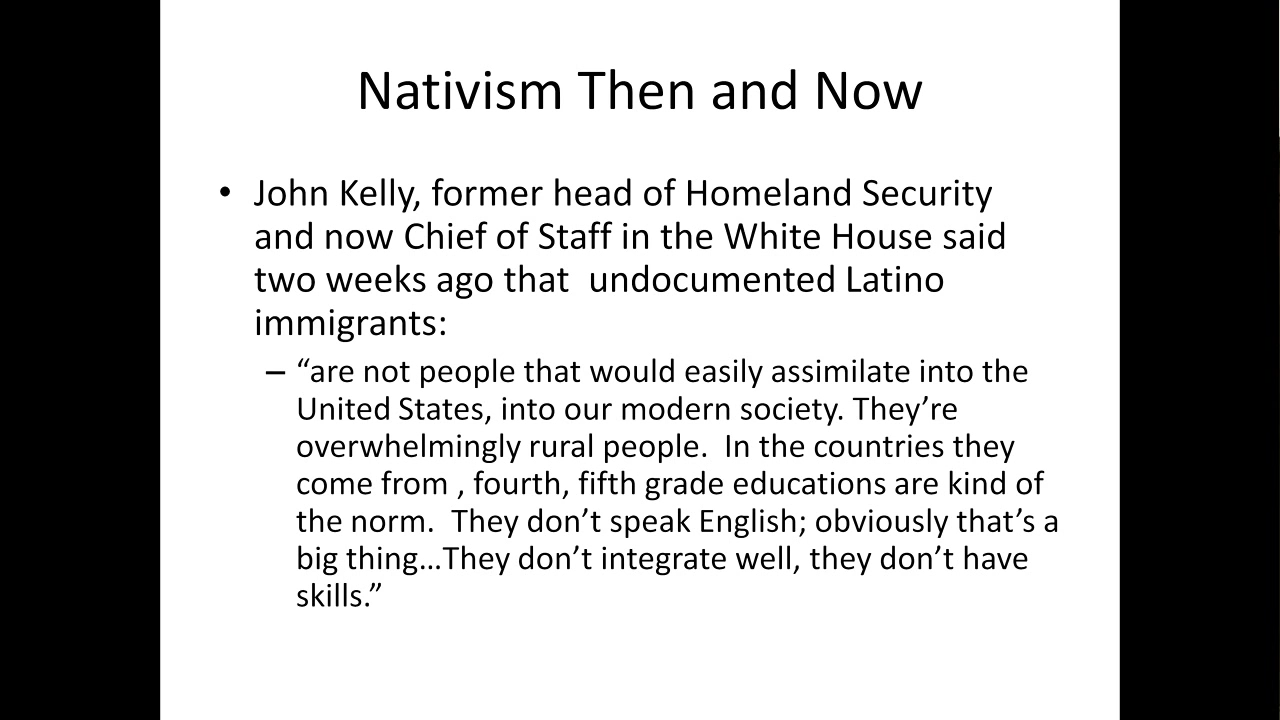 Nativism Then and Now
• John Kelly, former head of Homeland Security
and now Chief of Staff in the White House said
two weeks ago that  undocumented Latino
immigrants:
– “are not people that would easily assimilate into the
United States, into our modern society. They’re
overwhelmingly rural people.  In the countries they
come from , fourth, fifth grade educations are kind of
the norm.  They don’t speak English; obviously that’s a
big thing…They don’t integrate well, they don’t have
skills.”